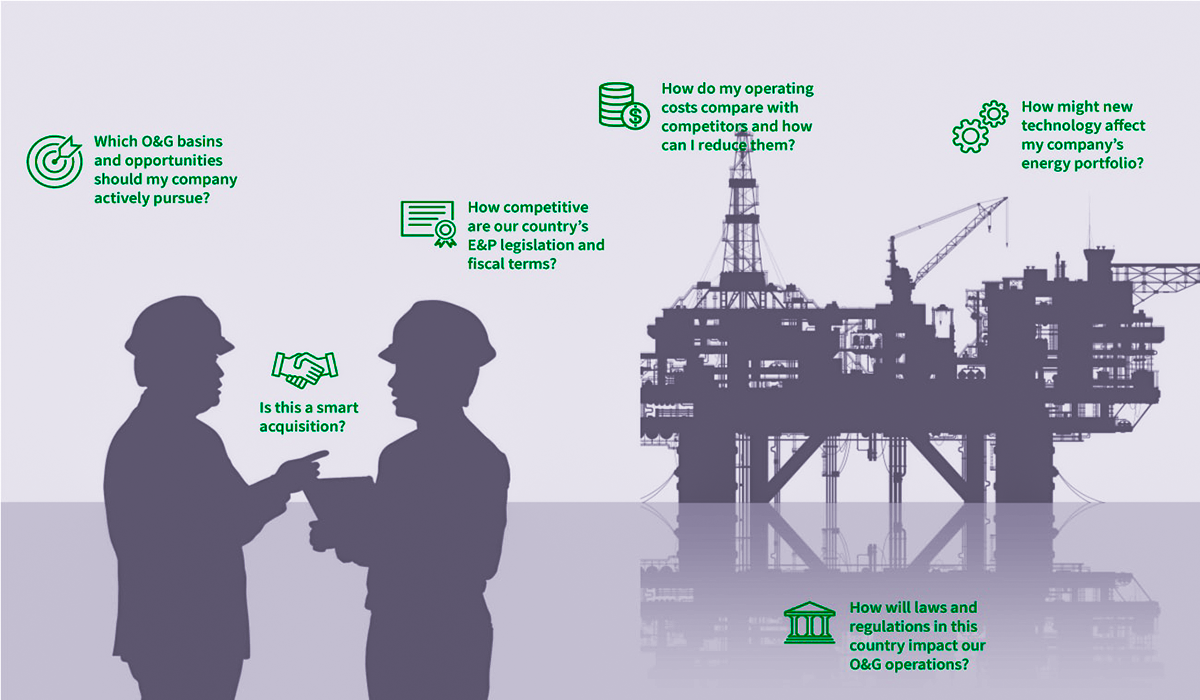 Which O&G basins
and opportunities
should my company
actively pursue?
How competitive
are our country's
E&P legislation and
fiscal terms?
How do my operating
costs compare with
competitors and how
can I reduce them?
How might new
technology affect
my company's
energy portfolio?
Is this a smart
acquisition?
How will laws and
regulations in this
country impact our
O&G operations?